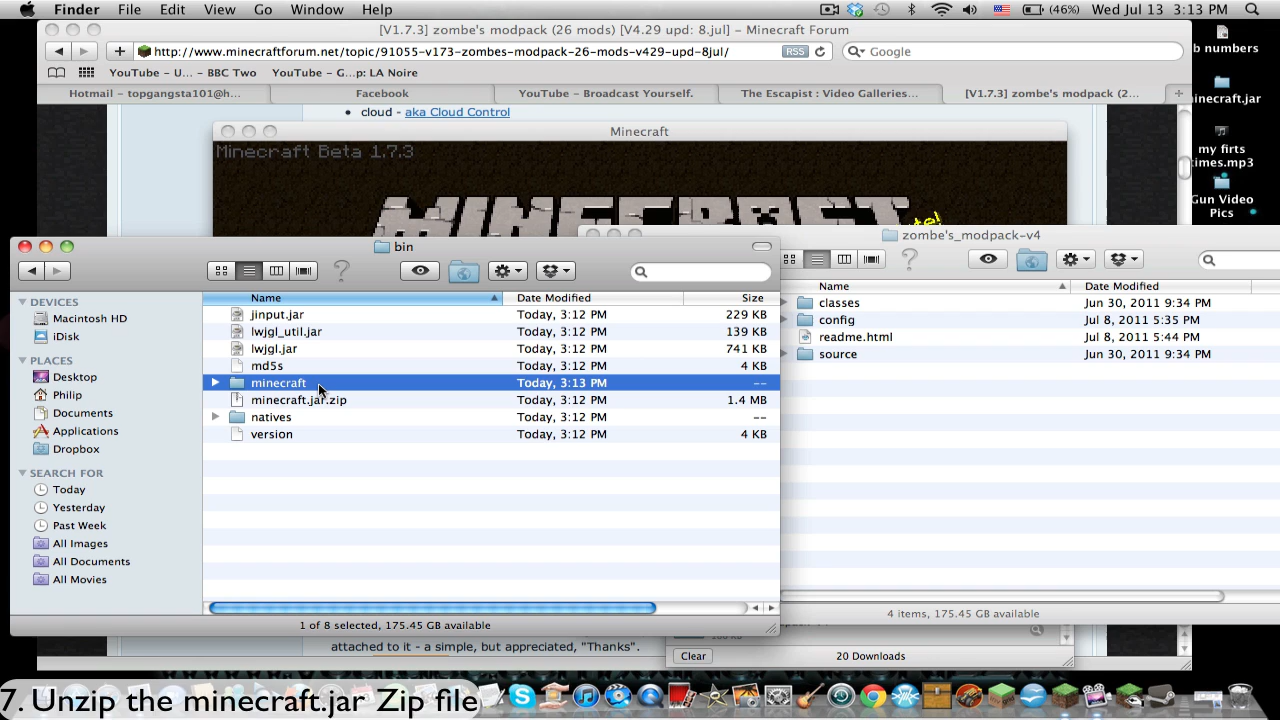 Finder File Edit View Go Window Help (46%) Wed Jul 13 3:13 PM
[V1.7.3] zombe's modpack (26 mods) [V4.29 upd: 8.jul] - Minecraft Forum
http://www.minecraftforum.net/topic/91055-v173-zombes-modpack-26-mods-v429-upd-8jul/ RSS Google
YouTube - U... - BBC Two YouTube - G...p: LA Noire
Hotmail - topgangsta101@h... Facebook YouTube - Broadcast Yourself. The Escapist : Video Galleries... [V1.7.3] zombe's modpack (2...
cloud - aka Cloud Control
b numbers
inecraft.jar
my firts
times.mp3
Gun Video
Pics
Minecraft
Minecraft Beta 1.7.3
MINECRAFT
te!
bin
DEVICES
Macintosh HD
iDisk
PLACES
Desktop
Philip
Documents
Applications
Dropbox
SEARCH FOR
Today
Yesterday
Past Week
All Images
All Documents
All Movies
Name Date Modified Size
jinput.jar Today, 3:12 PM 229 KB
lwjgl_util.jar Today, 3:12 PM 139 KB
lwjgl.jar Today, 3:12 PM 741 KB
md5s Today, 3:12 PM 4 KB
minecraft Today, 3:13 PM --
minecraft.jar.zip Today, 3:12 PM 1.4 MB
natives Today, 3:12 PM --
version Today, 3:12 PM 4 KB
1 of 8 selected, 175.45 GB available
zombe's_modpack-v4
Name Date Modified
classes Jun 30, 2011 9:34 PM
config Jul 8, 2011 5:35 PM
readme.html Jul 8, 2011 5:44 PM
source Jun 30, 2011 9:34 PM
4 items, 175.45 GB available
attached to it - a simple, but appreciated, "Thanks".
Clear 20 Downloads
7. Unzip the minecraft.jar Zip file